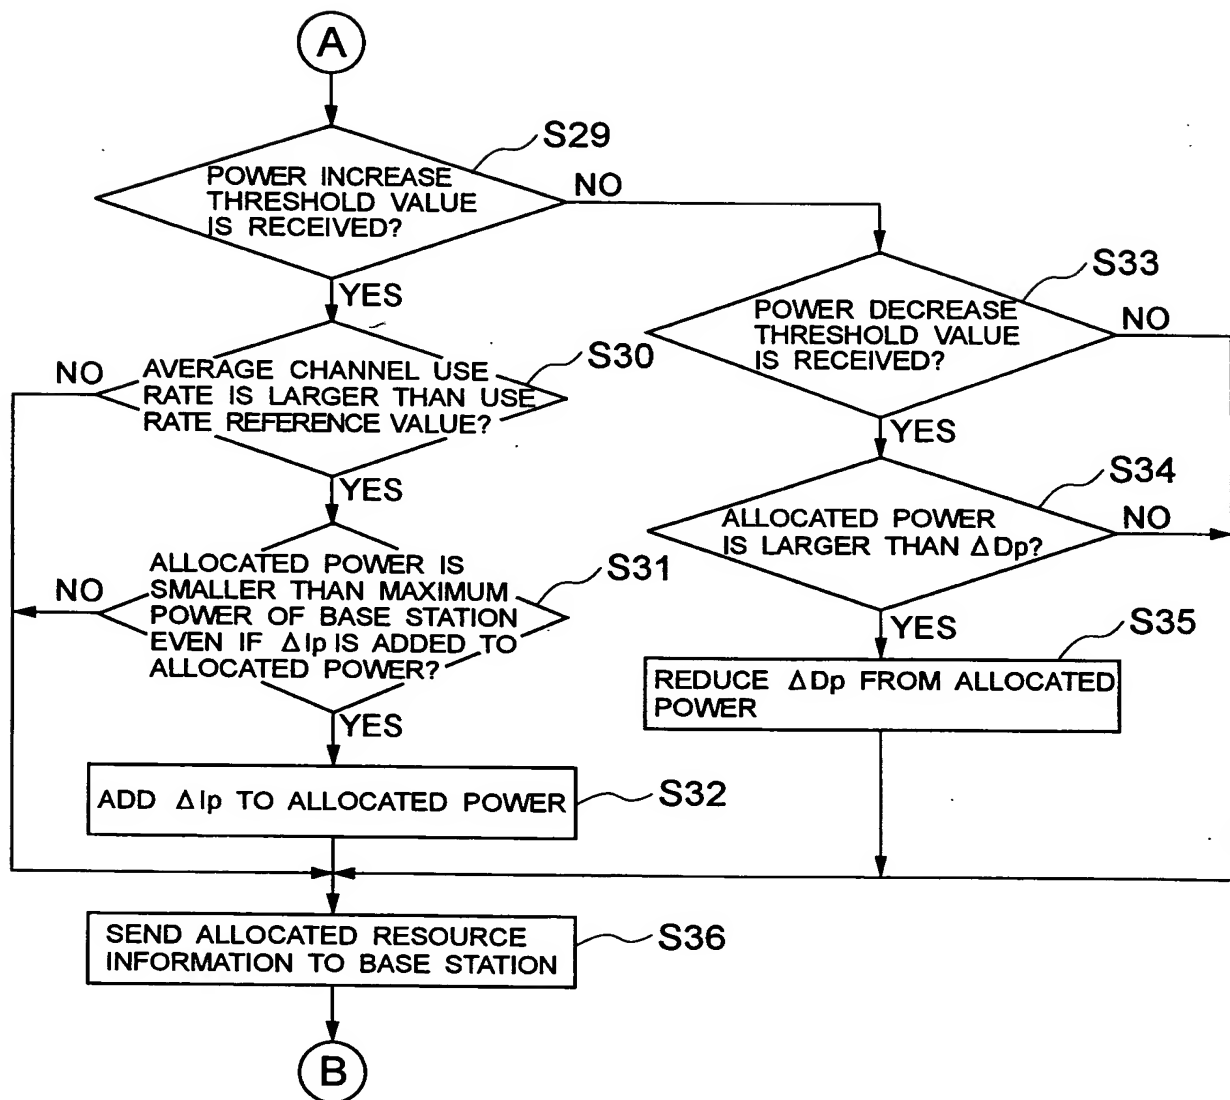 A
S29
POWER INCREASE
THRESHOLD VALUE
IS RECEIVED?
NO
YES
S33
POWER DECREASE
THRESHOLD VALUE
IS RECEIVED?
NO
YES
S30
AVERAGE CHANNEL USE
RATE IS LARGER THAN USE
RATE REFERENCE VALUE?
NO
YES
S34
ALLOCATED POWER
IS LARGER THAN ΔDp?
NO
YES
S31
ALLOCATED POWER IS
SMALLER THAN MAXIMUM
POWER OF BASE STATION
EVEN IF ΔIp IS ADDED TO
ALLOCATED POWER?
NO
YES
S35
REDUCE ΔDp FROM ALLOCATED
POWER
ADD ΔIp TO ALLOCATED POWER
S32
SEND ALLOCATED RESOURCE
INFORMATION TO BASE STATION
S36
B